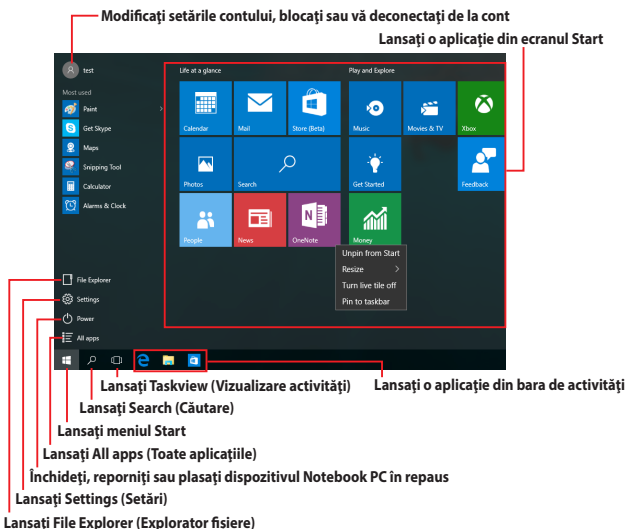 Modificați setările contului, blocați sau vă deconectați de la cont
Lansați o aplicație din ecranul Start
test
Life at a glance
Play and Explore
Most used
Paint
Get Skype
Maps
Snipping Tool
Calculator
Alarms & Clock
Calendar
Mail
Store (Beta)
Music
Movies & TV
Xbox
Photos
Search
Get Started
Feedback
People
News
OneNote
Money
Unpin from Start
Resize
Turn live tile off
Pin to taskbar
File Explorer
Settings
Power
All apps
Lansați Taskview (Vizualizare activități)
Lansați o aplicație din bara de activități
Lansați Search (Căutare)
Lansați meniul Start
Lansați All apps (Toate aplicațiile)
Închideți, reporniți sau plasați dispozitivul Notebook PC în repaus
Lansați Settings (Setări)
Lansați File Explorer (Explorator fișiere)